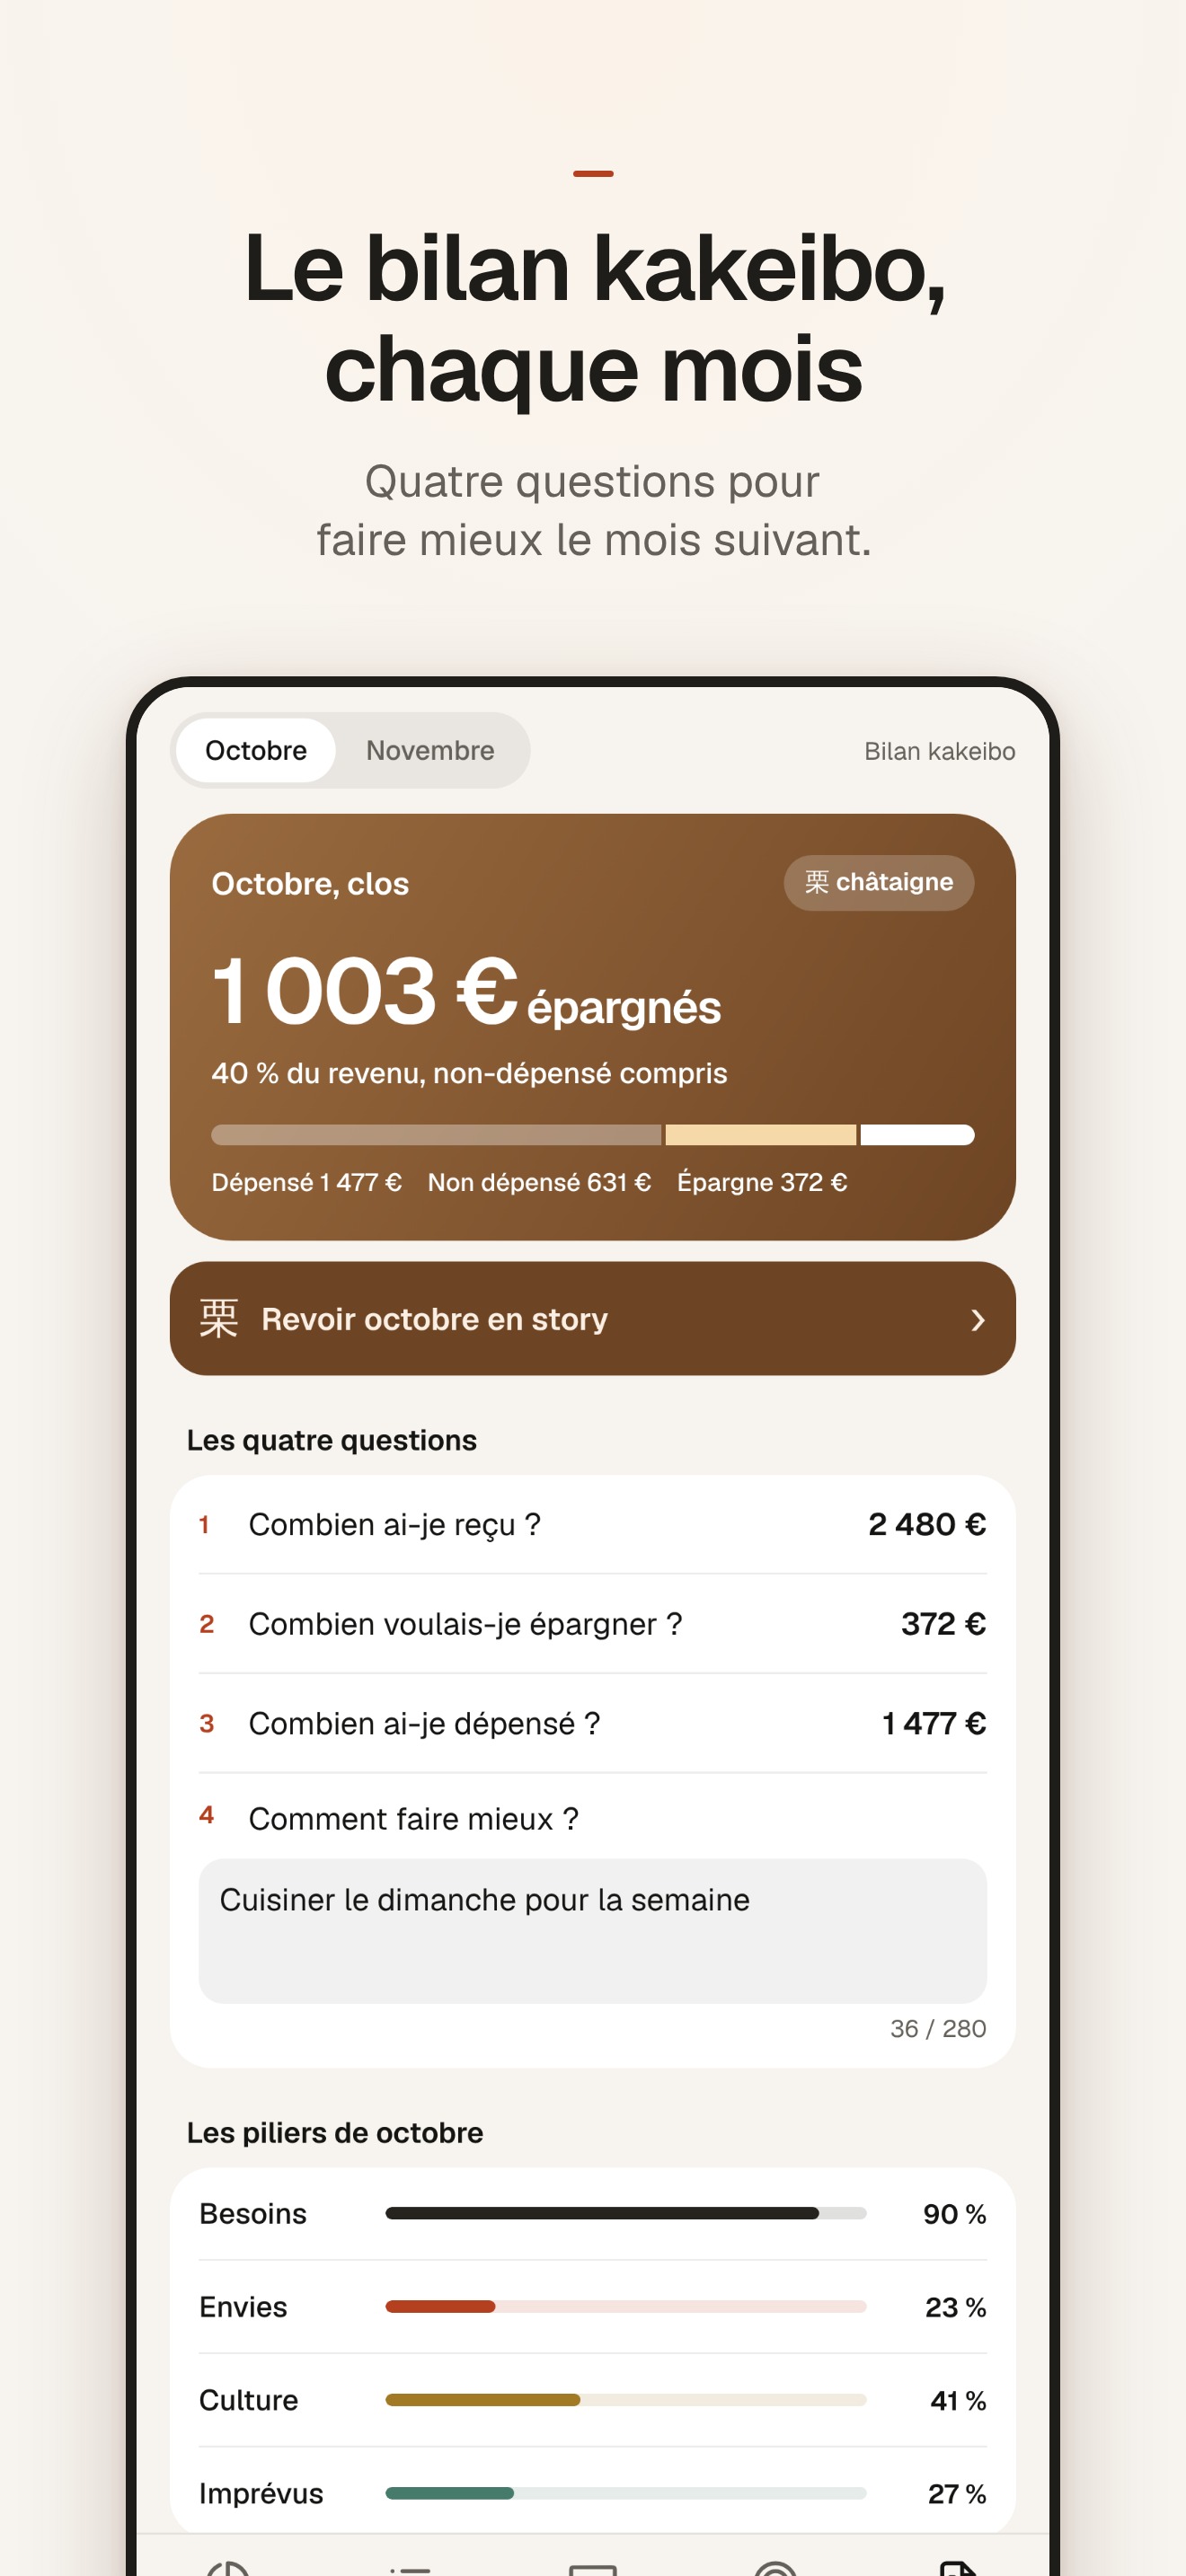 Le bilan kakeibo,
chaque mois
Quatre questions pour
faire mieux le mois suivant.
Octobre Novembre Bilan kakeibo
Octobre, clos 栗 châtaigne
1 003 € épargnés
40 % du revenu, non-dépensé compris
Dépensé 1 477 € Non dépensé 631 € Épargne 372 €
栗 Revoir octobre en story ›
Les quatre questions
1 Combien ai-je reçu ? 2 480 €
2 Combien voulais-je épargner ? 372 €
3 Combien ai-je dépensé ? 1 477 €
4 Comment faire mieux ?
Cuisiner le dimanche pour la semaine
36 / 280
Les piliers de octobre
Besoins 90 %
Envies 23 %
Culture 41 %
Imprévus 27 %